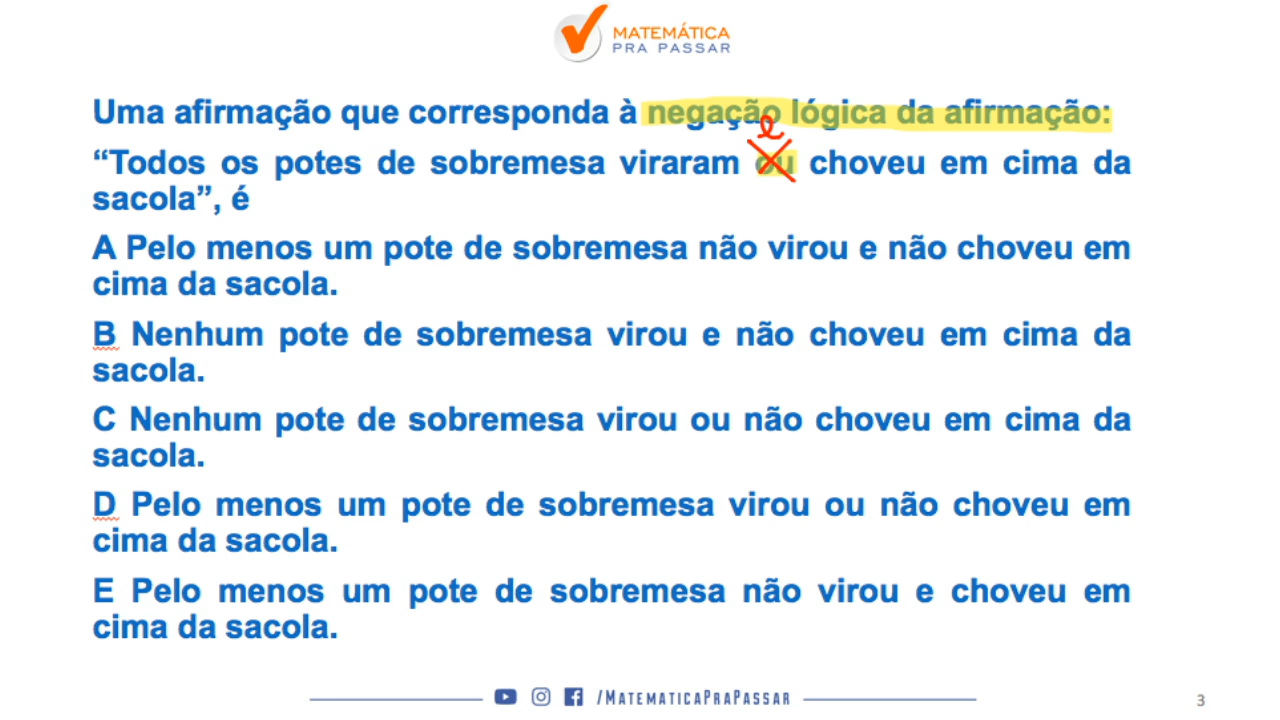 MATEMÁTICA
PRA PASSAR
Uma afirmação que corresponda à negação lógica da afirmação:
e
“Todos os potes de sobremesa viraram ou choveu em cima da
sacola”, é
A Pelo menos um pote de sobremesa não virou e não choveu em
cima da sacola.
B Nenhum pote de sobremesa virou e não choveu em cima da
sacola.
C Nenhum pote de sobremesa virou ou não choveu em cima da
sacola.
D Pelo menos um pote de sobremesa virou ou não choveu em
cima da sacola.
E Pelo menos um pote de sobremesa não virou e choveu em
cima da sacola.
/MATEMATICAPRAPASSAR
3